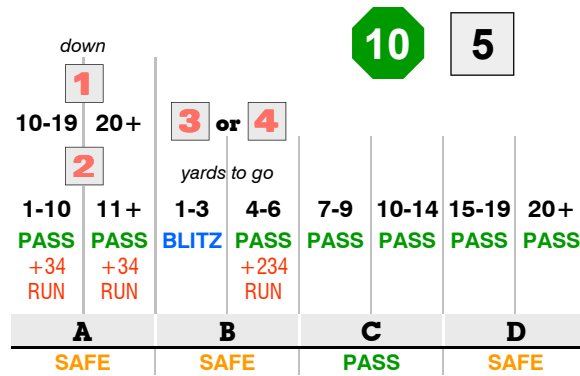 10 5
down
1
10-19 20+ 3 or 4
2 yards to go
1-10 11+ 1-3 4-6 7-9 10-14 15-19 20+
PASS PASS BLITZ PASS PASS PASS PASS PASS
+34 +34 +234
RUN RUN RUN
A B C D
SAFE SAFE PASS SAFE